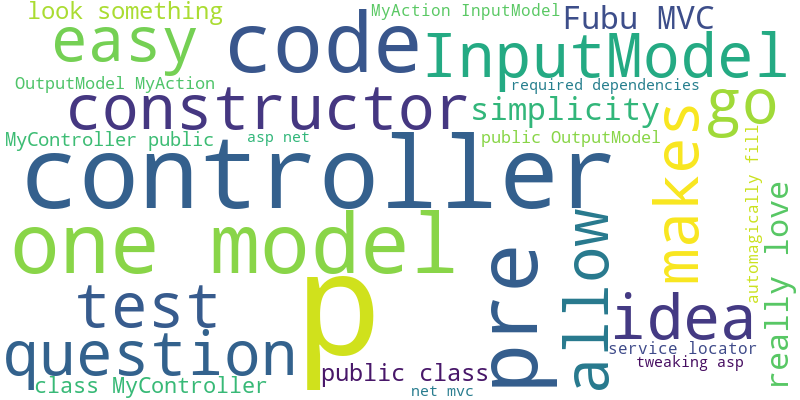 look something
MyAction InputModel
Fubu MVC
easy
code
InputModel
OutputModel MyAction
required dependencies
constructor
simplicity
go
MyController public
asp net
public OutputModel
controller
makes
automagically fill
really love
one model
pre
allow
test
p
idea
question
service locator
tweaking asp
public class
class MyController
net mvc